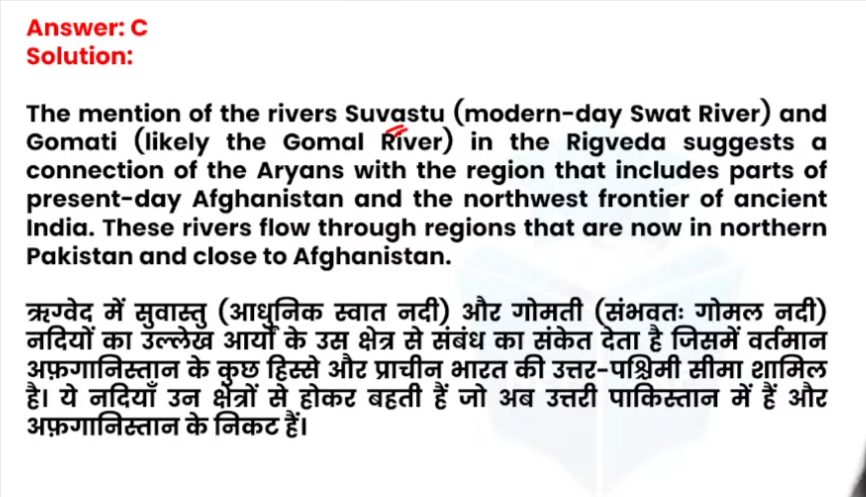 Answer: C
Solution:
The mention of the rivers Suvastu (modern-day Swat River) and
Gomati (likely the Gomal River) in the Rigveda suggests a
connection of the Aryans with the region that includes parts of
present-day Afghanistan and the northwest frontier of ancient
India. These rivers flow through regions that are now in northern
Pakistan and close to Afghanistan.
ऋग्वेद में सुवास्तु (आधुनिक स्वात नदी) और गोमती (संभवतः गोमल नदी)
नदियों का उल्लेख आर्यों के उस क्षेत्र से संबंध का संकेत देता है जिसमें वर्तमान
अफ़गानिस्तान के कुछ हिस्से और प्राचीन भारत की उत्तर-पश्चिमी सीमा शामिल
है। ये नदियाँ उन क्षेत्रों से होकर बहती हैं जो अब उत्तरी पाकिस्तान में हैं और
अफ़गानिस्तान के निकट हैं।